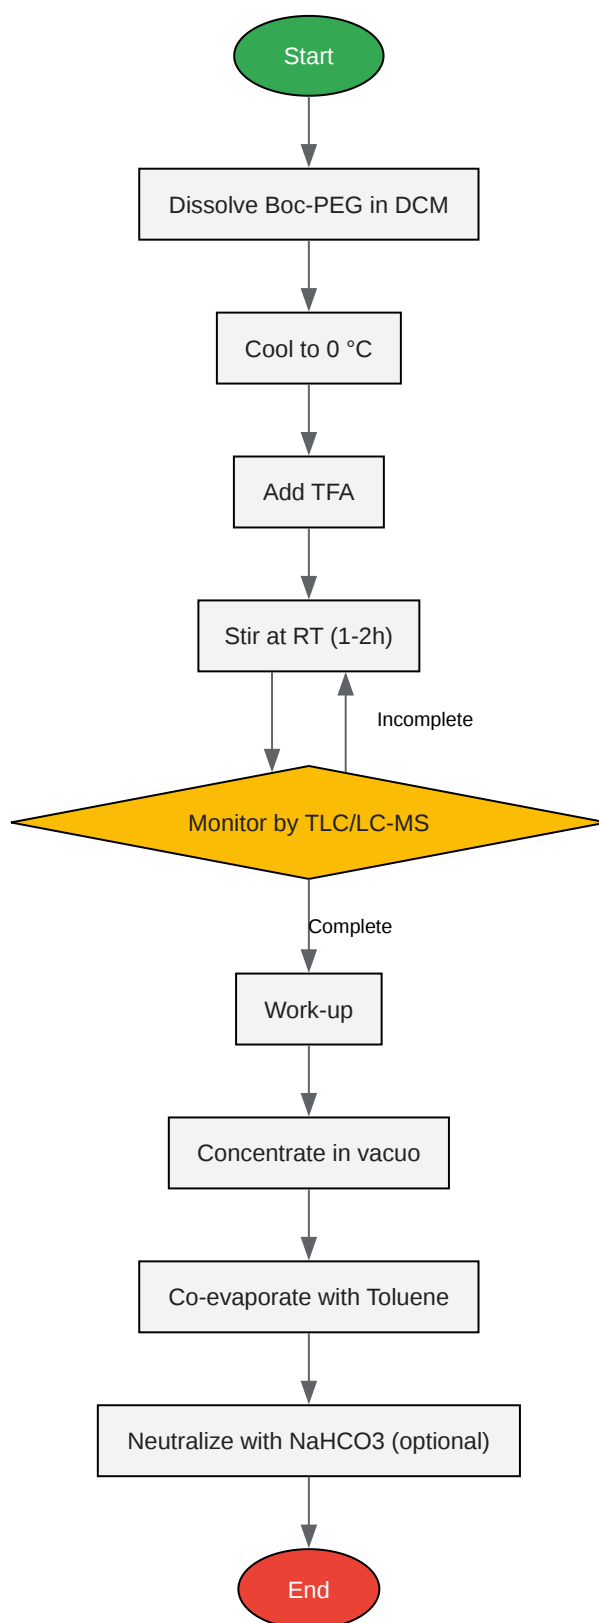 Start
Dissolve Boc-PEG in DCM
Cool to 0 °C
Add TFA
Stir at RT (1-2h)
Incomplete
Monitor by TLC/LC-MS
Complete
Work-up
Concentrate in vacuo
Co-evaporate with Toluene
Neutralize with NaHCO3 (optional)
End